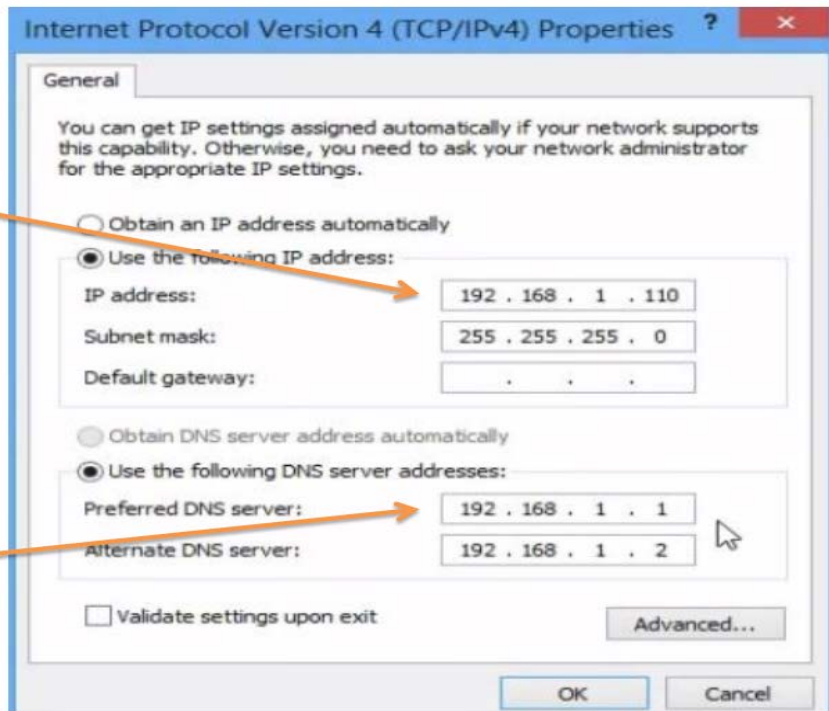 Internet Protocol Version 4 (TCP/IPv4) Properties ? ×
General
You can get IP settings assigned automatically if your network supports
this capability. Otherwise, you need to ask your network administrator
for the appropriate IP settings.
Obtain an IP address automatically
Use the following IP address:
IP address: 192 . 168 . 1 . 110
Subnet mask: 255 . 255 . 255 . 0
Default gateway: . . .
Obtain DNS server address automatically
Use the following DNS server addresses:
Preferred DNS server: 192 . 168 . 1 . 1
Alternate DNS server: 192 . 168 . 1 . 2
Validate settings upon exit
Advanced...
OK Cancel